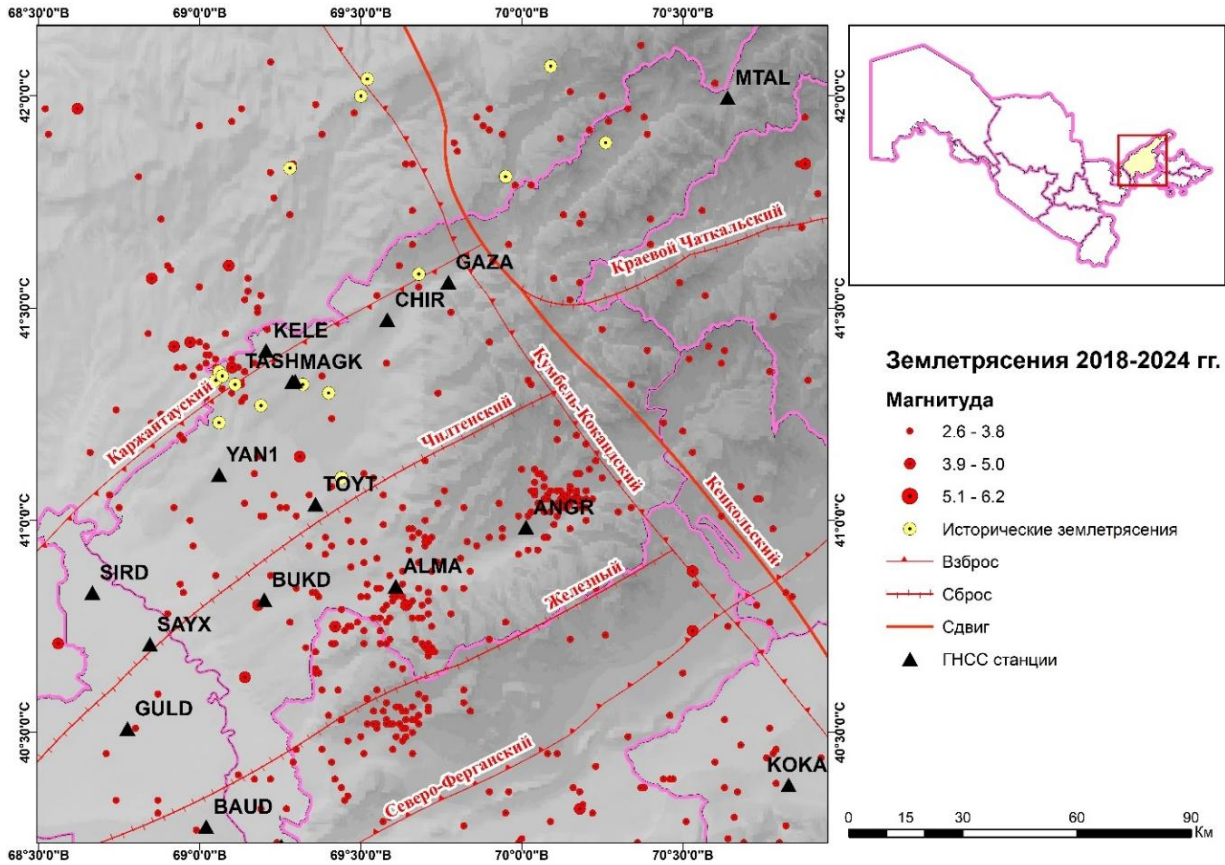 68°30'0"В
69°0'0"В
69°30'0"В
70°0'0"В
70°30'0"В
42°0'0"С
42°0'0"С
MTAL
Краевой Чаткальский
GAZA
CHIR
41°30'0"С
41°30'0"С
KELE
TASHMAGK
Каржайтауский
Кумбель-Кокандский
Чилтенский
YAN1
TOYT
ANGR
Кенкольский
41°0'0"С
41°0'0"С
SIRD
BUKD
ALMA
Железный
SAYX
GULD
40°30'0"С
40°30'0"С
Северо-Ферганский
KOKA
BAUD
68°30'0"В
69°0'0"В
69°30'0"В
70°0'0"В
70°30'0"В
Землетрясения 2018-2024 гг.
Магнитуда
2.6 - 3.8
3.9 - 5.0
5.1 - 6.2
Исторические землетрясения
Взброс
Сброс
Сдвиг
ГНСС станции
0 15 30 60 90
Км